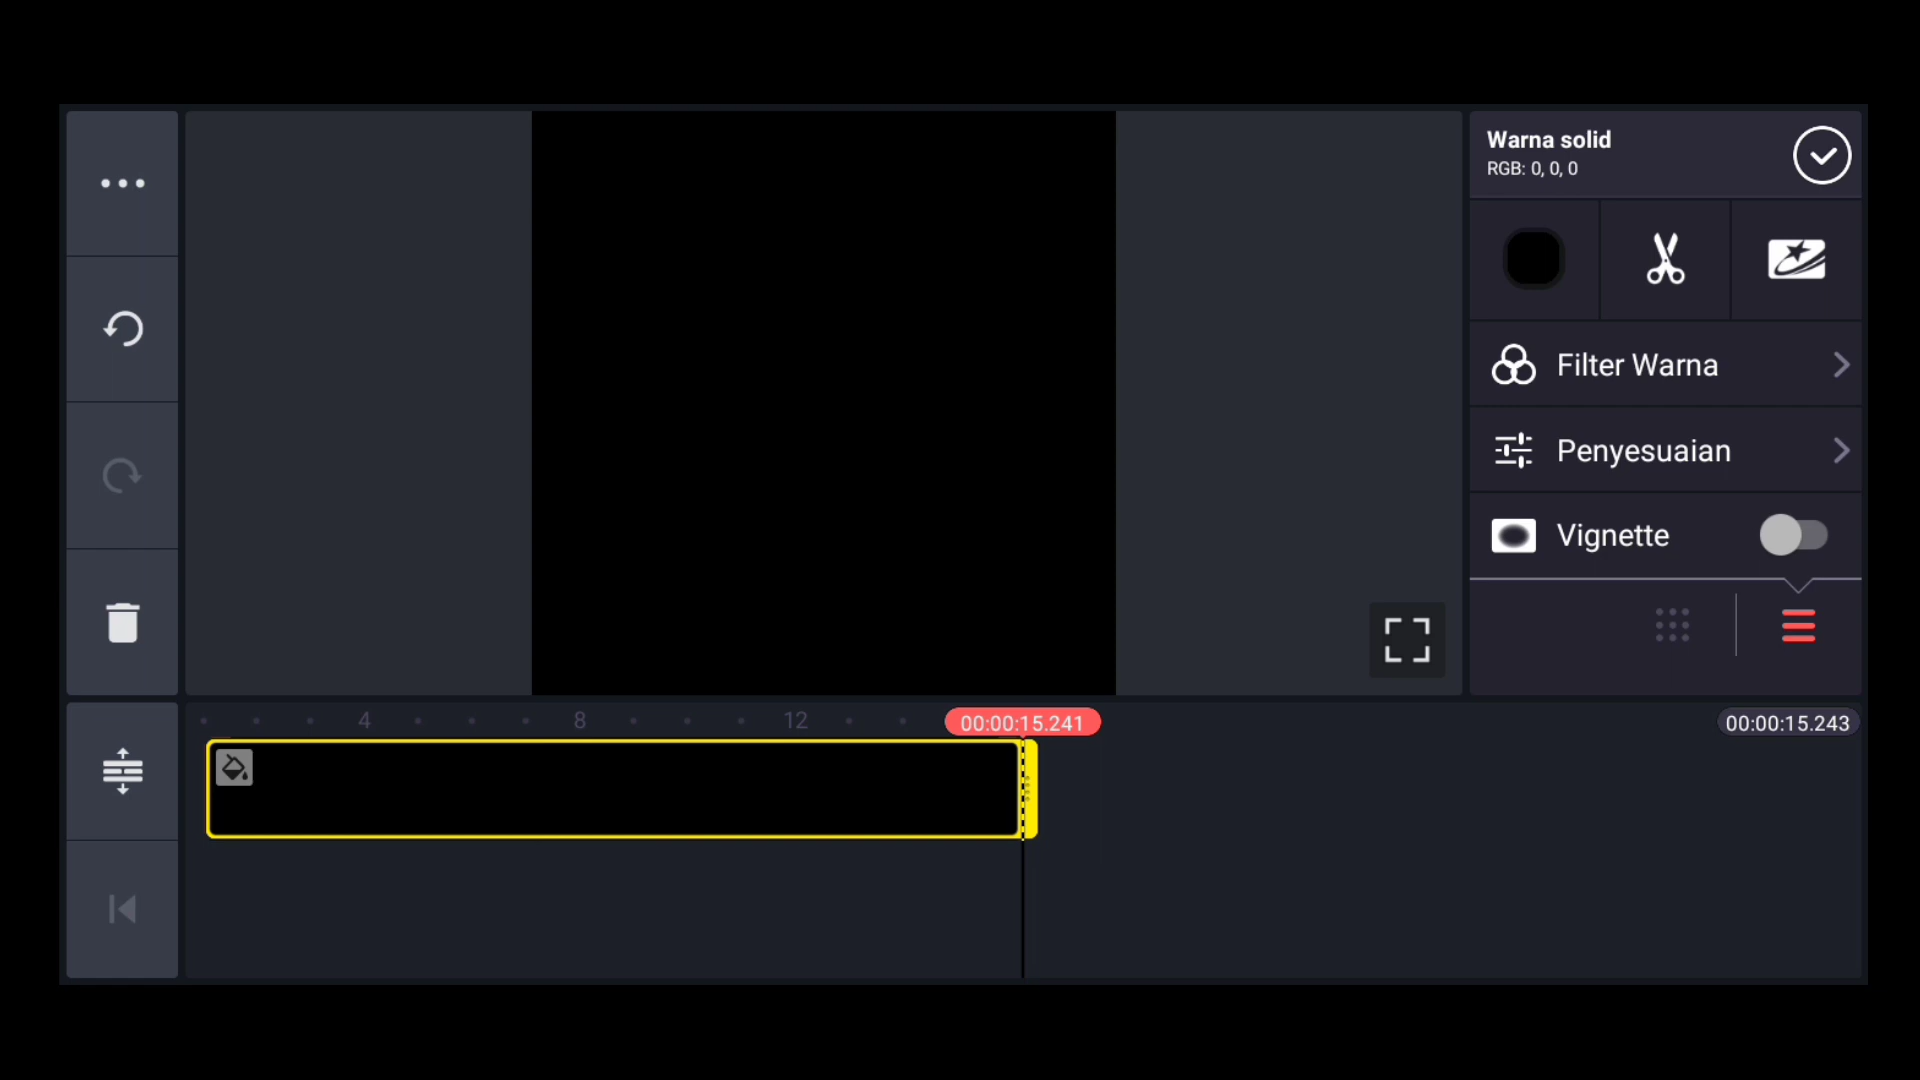 Warna solid
RGB: 0, 0, 0
Filter Warna
Penyesuaian
Vignette
4 8 12 00:00:15.241 00:00:15.243